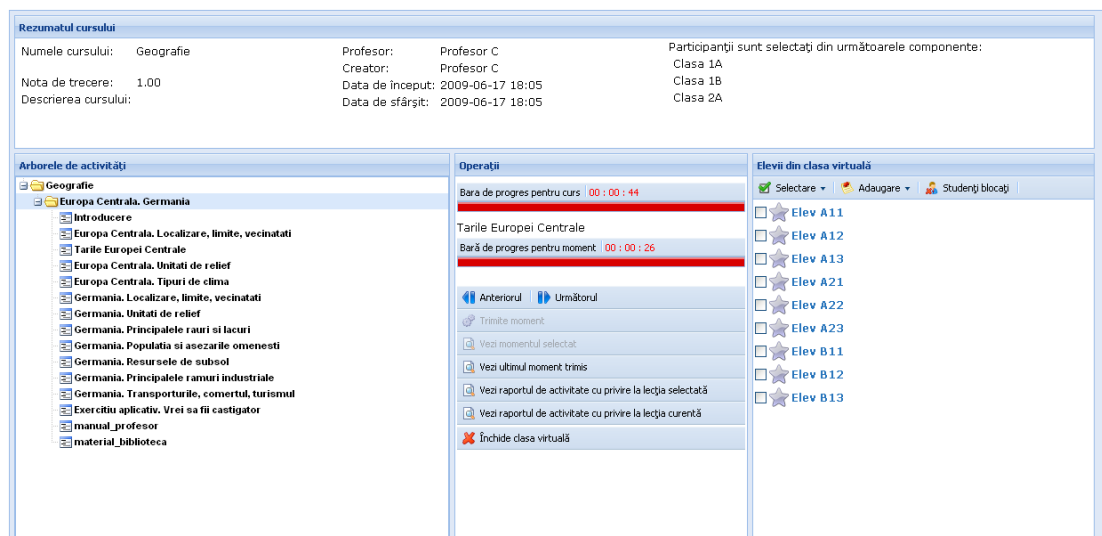 Rezumatul cursului
Numele cursului: Geografie
Nota de trecere: 1.00
Descrierea cursului:
Profesor: Profesor C
Creator: Profesor C
Data de început: 2009-06-17 18:05
Data de sfârşit: 2009-06-17 18:05
Participanţii sunt selectaţi din următoarele componente:
Clasa 1A
Clasa 1B
Clasa 2A
Arborele de activităţi
Geografie
Europa Centrala. Germania
Introducere
Europa Centrala. Localizare, limite, vecinatati
Tarile Europei Centrale
Europa Centrala. Unitati de relief
Europa Centrala. Tipuri de clima
Germania. Localizare, limite, vecinatati
Germania. Unitati de relief
Germania. Principalele rauri si lacuri
Germania. Populatia si asezarile omenesti
Germania. Resursele de subsol
Germania. Principalele ramuri industriale
Germania. Transporturile, comertul, turismul
Exercitiu aplicativ. Vrei sa fii castigator
manual_profesor
material_biblioteca
Operaţii
Bara de progres pentru curs 00 : 00 : 44
Tarile Europei Centrale
Bară de progres pentru moment 00 : 00 : 26
Anteriorul Următorul
Trimite moment
Vezi momentul selectat
Vezi ultimul moment trimis
Vezi raportul de activitate cu privire la lecţia selectată
Vezi raportul de activitate cu privire la lecţia curentă
Închide clasa virtuală
Elevii din clasa virtuală
Selectare Adaugare Studenţi blocaţi
Elev A11
Elev A12
Elev A13
Elev A21
Elev A22
Elev A23
Elev B11
Elev B12
Elev B13